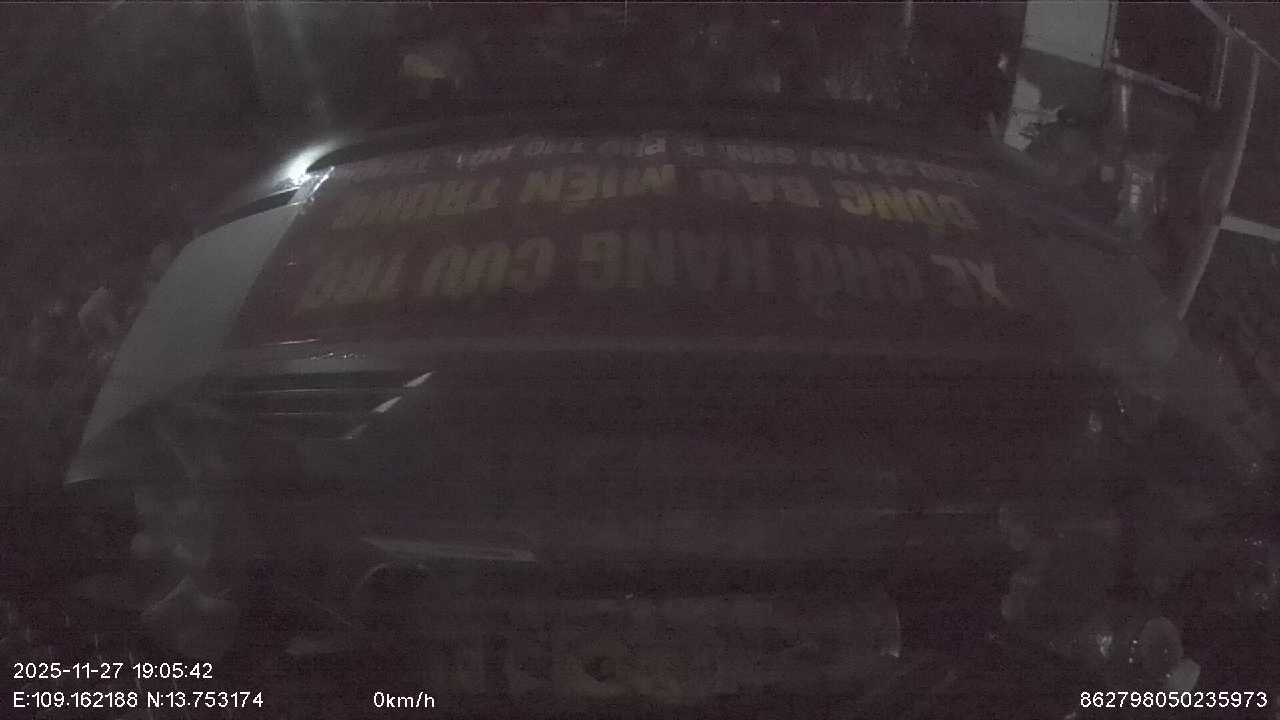 XE CHỞ HÀNG CỨU TRỢ
ĐỒNG BÀO MIỀN TRUNG
2025-11-27 19:05:42
E:109.162188 N:13.753174
0km/h
862798050235973